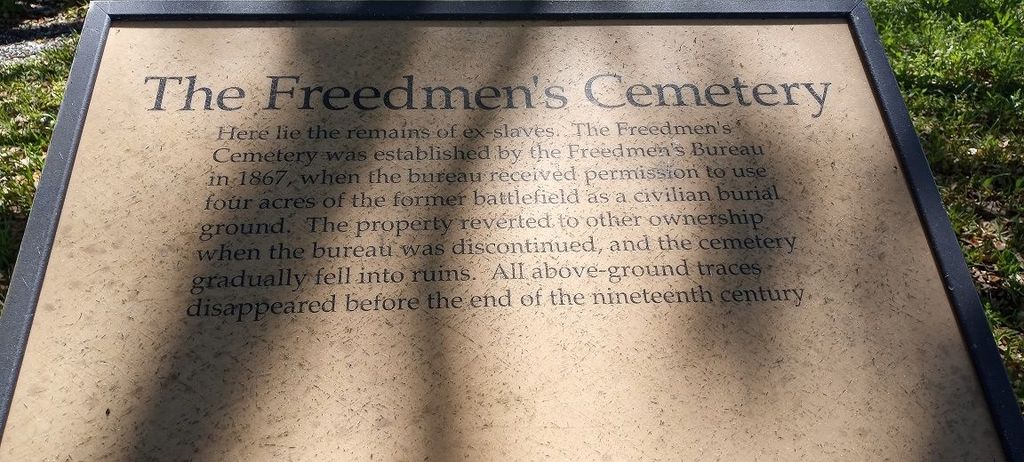 The Freedmen's Cemetery
Here lie the remains of ex-slaves. The Freedmen's
Cemetery was established by the Freedmen's Bureau
in 1867, when the bureau received permission to use
four acres of the former battlefield as a civilian burial
ground. The property reverted to other ownership
when the bureau was discontinued, and the cemetery
gradually fell into ruins. All above-ground traces
disappeared before the end of the nineteenth century